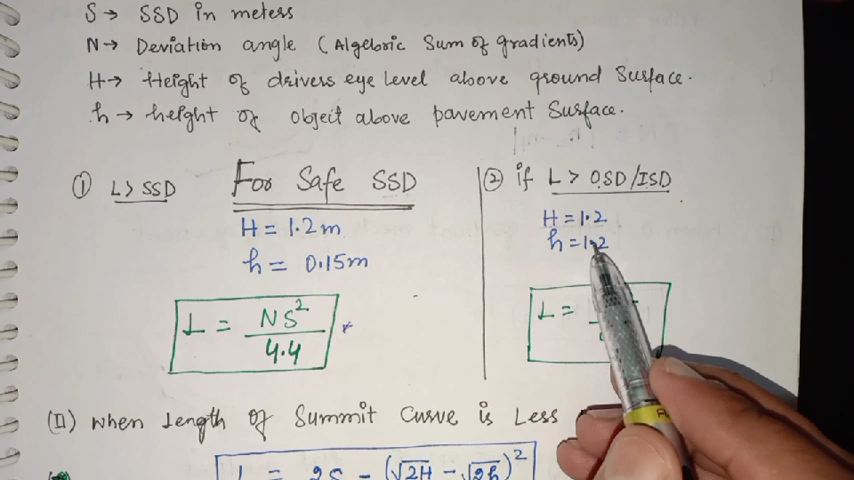 S → SSD in meters
N → Deviation angle (Algebric Sum of gradients)
H → Height of drivers eye level above ground Surface.
h → height of object above pavement Surface.
① L > SSD
For Safe SSD
H = 1.2m
h = 0.15m
L = NS² / 4.4
② if L > OSD/ISD
H = 1.2
h = 1.2
L =
(II) When Length of Summit Curve is Less
L = 2S - (√2H - √2h)²